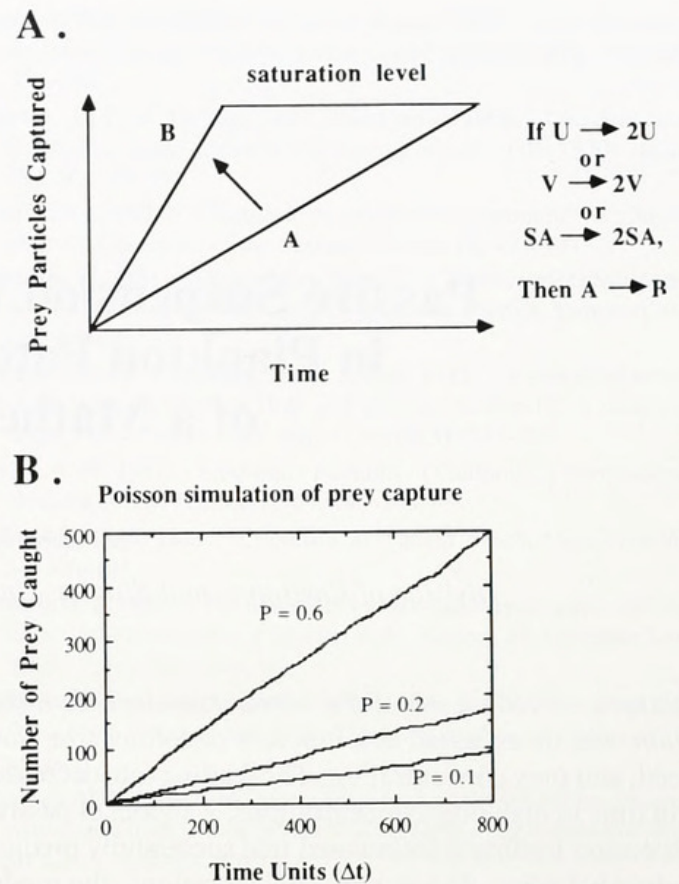 A.
saturation level
Prey Particles Captured
B
A
Time
If U → 2U
or
V → 2V
or
SA → 2SA,
Then A → B
B.
Poisson simulation of prey capture
Number of Prey Caught
500
400
300
200
100
0
P = 0.6
P = 0.2
P = 0.1
0
200
400
600
800
Time Units (Δt)